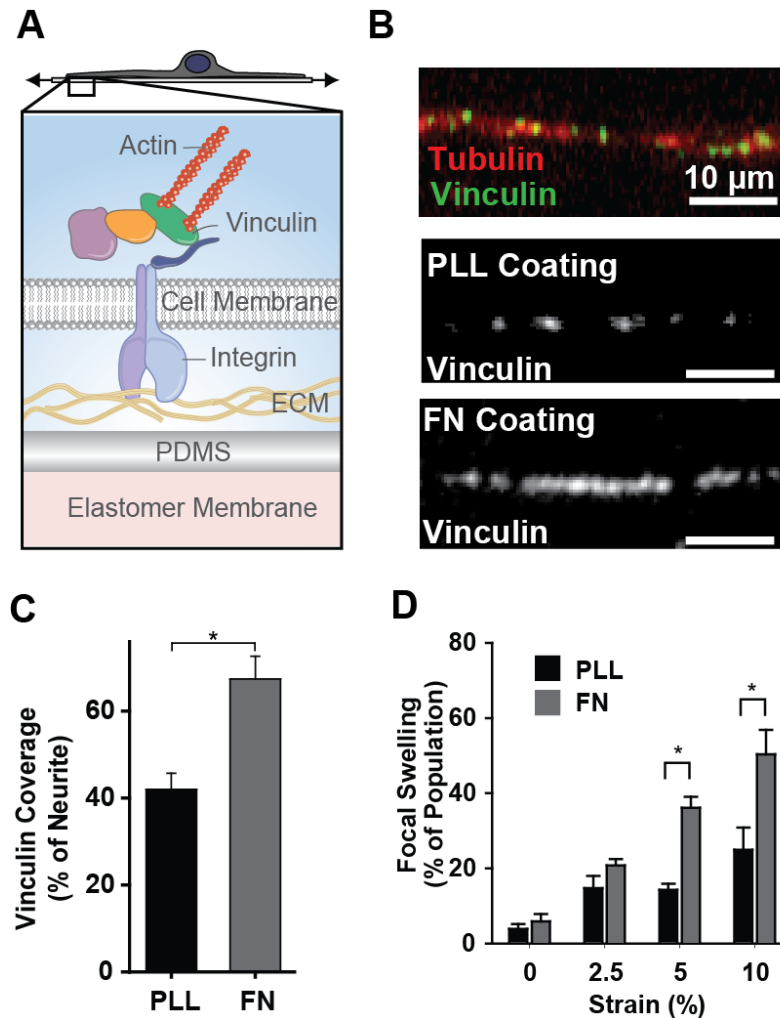 A
Actin
Vinculin
Cell Membrane
Integrin
ECM
PDMS
Elastomer Membrane
B
Tubulin
Vinculin
10 µm
PLL Coating
Vinculin
FN Coating
Vinculin
C
Vinculin Coverage
(% of Neurite)
60
40
20
0
*
PLL
FN
D
Focal Swelling
(% of Population)
80
60
40
20
0
PLL
FN
*
*
0
2.5
5
10
Strain (%)